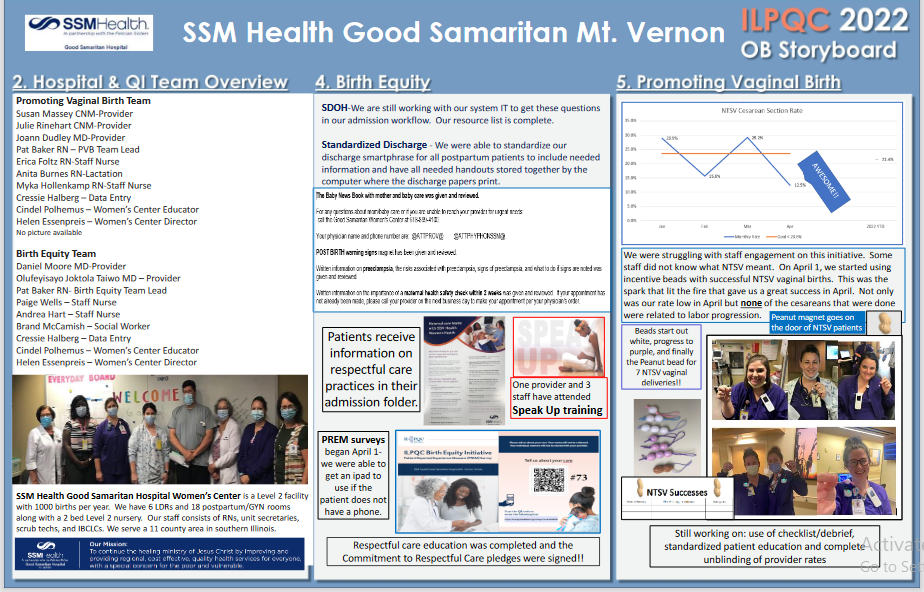 SSMHealth
In partnership with the Felician Sisters
Good Samaritan Hospital
SSM Health Good Samaritan Mt. Vernon
ILPQC 2022
OB Storyboard
2. Hospital & QI Team Overview
Promoting Vaginal Birth Team
Susan Massey CNM-Provider
Julie Rinehart CNM-Provider
Joann Dudley MD-Provider
Pat Baker RN – PVB Team Lead
Erica Foltz RN-Staff Nurse
Anita Burnes RN-Lactation
Myka Hollenkamp RN-Staff Nurse
Cressie Halberg – Data Entry
Cindel Polhemus – Women's Center Educator
Helen Essenpreis – Women's Center Director
No picture available
Birth Equity Team
Daniel Moore MD-Provider
Olufeyisayo Joktola Taiwo MD – Provider
Pat Baker RN- Birth Equity Team Lead
Paige Wells – Staff Nurse
Andrea Hart – Staff Nurse
Brand McCamish – Social Worker
Cressie Halberg – Data Entry
Cindel Polhemus – Women's Center Educator
Helen Essenpreis – Women's Center Director
EVERYDAY BOARD
WELCOME
SSM Health Good Samaritan Hospital Women's Center is a Level 2 facility
with 1000 births per year. We have 6 LDRs and 18 postpartum/GYN rooms
along with a 2 bed Level 2 nursery. Our staff consists of RNs, unit secretaries,
scrub techs, and IBCLCs. We serve a 11 county area in southern Illinois.
SSMHealth
Good Samaritan Hospital
Our Mission:
To continue the healing ministry of Jesus Christ by improving and
providing regional, cost effective, quality health services for everyone,
with a special concern for the poor and vulnerable.
4. Birth Equity
SDOH-We are still working with our system IT to get these questions
in our admission workflow. Our resource list is complete.
Standardized Discharge - We were able to standardize our
discharge smartphrase for all postpartum patients to include needed
information and have all needed handouts stored together by the
computer where the discharge papers print.
The Baby News Book with mother and baby care was given and reviewed.
For any questions about mom/baby care or if you are unable to reach your provider for urgent needs:
call the Good Samaritan Women's Center at 618-899-4100
Your physician name and phone number are: @ATTPROV@ @ATTPHYPHONSSM@
POST BIRTH warning signs magnet has been given and reviewed.
Written information on preeclampsia, the risks associated with preeclampsia, signs of preeclampsia, and what to do if signs are noted was
given and reviewed
Written information on the importance of a maternal health safety check within 2 weeks was given and reviewed. If your appointment has
not already been made, please call your provider on the next business day to make your appointment per your physician's order.
Patients receive
information on
respectful care
practices in their
admission folder.
SPEAK
UP
One provider and 3
staff have attended
Speak Up training
PREM surveys
began April 1-
we were able to
get an ipad to
use if the
patient does not
have a phone.
ILPQC
ILPQC Birth Equity Initiative
Tell us about your care
#73
Respectful care education was completed and the
Commitment to Respectful Care pledges were signed!!
5. Promoting Vaginal Birth
NTSV Cesarean Section Rate
35.0%
30.0%
25.0%
20.0%
15.0%
10.0%
5.0%
0.0%
28.9%
15.8%
29.2%
12.5%
21.6%
AWESOME!!
Jan Feb Mar Apr 2022 YTD
Monthly Rate Goal < 23.6%
We were struggling with staff engagement on this initiative. Some
staff did not know what NTSV meant. On April 1, we started using
incentive beads with successful NTSV vaginal births. This was the
spark that lit the fire that gave us a great success in April. Not only
was our rate low in April but none of the cesareans that were done
were related to labor progression.
Peanut magnet goes on
the door of NTSV patients
Beads start out
white, progress to
purple, and finally
the Peanut bead for
7 NTSV vaginal
deliveries!!
NTSV Successes
Still working on: use of checklist/debrief,
standardized patient education and complete
unblinding of provider rates
Activate
Go to Se